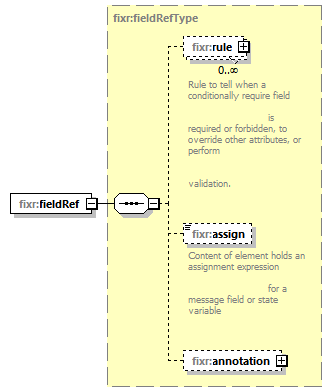 fixr:fieldRefType
fixr:rule
0..∞
Rule to tell when a
conditionally require field
is
required or forbidden, to
override other attributes, or
perform
validation.
fixr:fieldRef
fixr:assign
Content of element holds an
assignment expression
for a
message field or state
variable
fixr:annotation